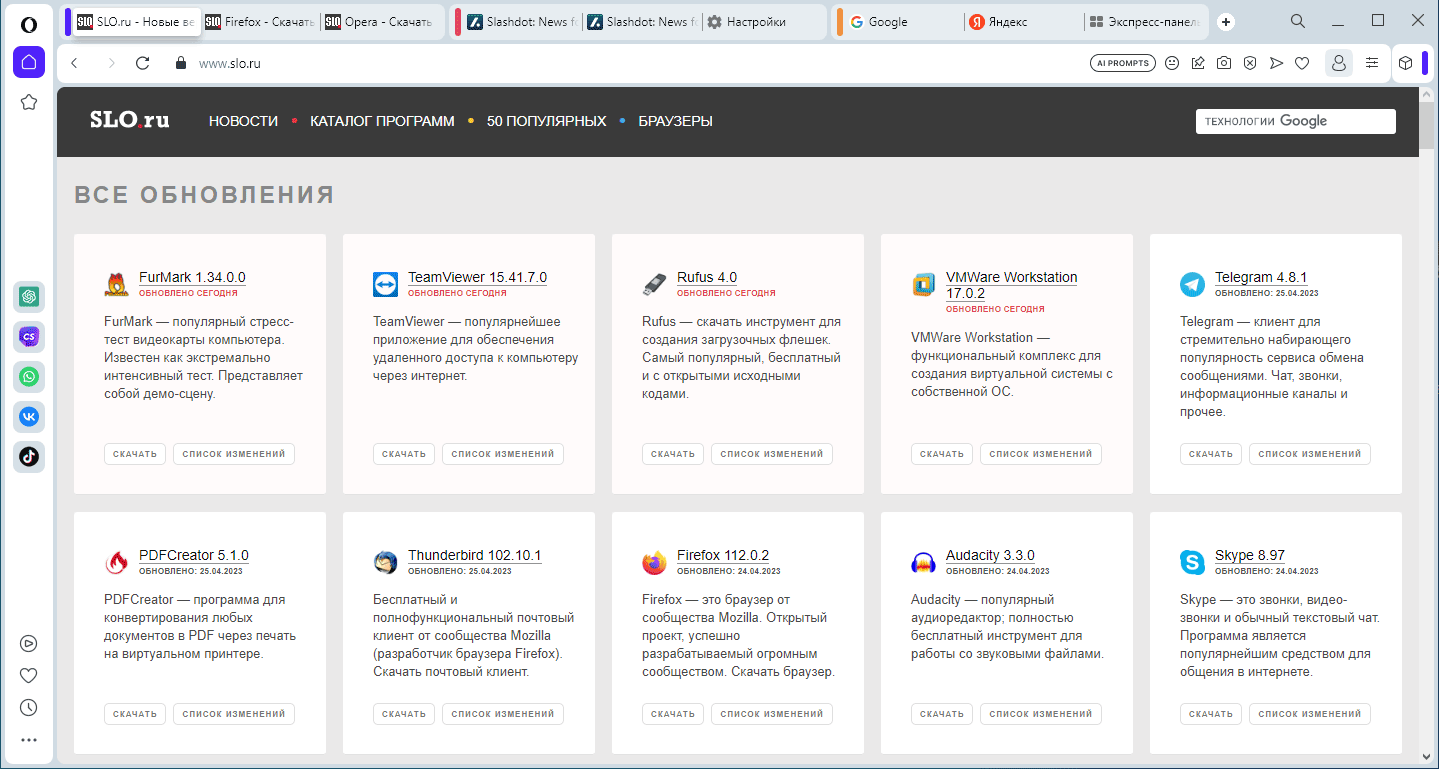 SLO.ru - Новые ве
Firefox - Скачать
Opera - Скачать
Slashdot: News fo
Slashdot: News fo
Настройки
Google
Яндекс
Экспресс-панель
www.slo.ru
AI PROMPTS
SLO.ru
НОВОСТИ • КАТАЛОГ ПРОГРАММ • 50 ПОПУЛЯРНЫХ • БРАУЗЕРЫ
ТЕХНОЛОГИИ Google
ВСЕ ОБНОВЛЕНИЯ
FurMark 1.34.0.0
ОБНОВЛЕНО СЕГОДНЯ
FurMark — популярный стресс-
тест видеокарты компьютера.
Известен как экстремально
интенсивный тест. Представляет
собой демо-сцену.
СКАЧАТЬ
СПИСОК ИЗМЕНЕНИЙ
TeamViewer 15.41.7.0
ОБНОВЛЕНО СЕГОДНЯ
TeamViewer — популярнейшее
приложение для обеспечения
удаленного доступа к компьютеру
через интернет.
СКАЧАТЬ
СПИСОК ИЗМЕНЕНИЙ
Rufus 4.0
ОБНОВЛЕНО СЕГОДНЯ
Rufus — скачать инструмент для
создания загрузочных флешек.
Самый популярный, бесплатный
и с открытыми исходными
кодами.
СКАЧАТЬ
СПИСОК ИЗМЕНЕНИЙ
VMWare Workstation
17.0.2
ОБНОВЛЕНО СЕГОДНЯ
VMWare Workstation —
функциональный комплекс для
создания виртуальной системы с
собственной ОС.
СКАЧАТЬ
СПИСОК ИЗМЕНЕНИЙ
Telegram 4.8.1
ОБНОВЛЕНО: 25.04.2023
Telegram — клиент для
стремительно набирающего
популярность сервиса обмена
сообщениями. Чат, звонки,
информационные каналы и
прочее.
СКАЧАТЬ
СПИСОК ИЗМЕНЕНИЙ
PDFCreator 5.1.0
ОБНОВЛЕНО: 25.04.2023
PDFCreator — программа для
конвертирования любых
документов в PDF через печать
на виртуальном принтере.
СКАЧАТЬ
СПИСОК ИЗМЕНЕНИЙ
Thunderbird 102.10.1
ОБНОВЛЕНО: 25.04.2023
Бесплатный и
полнофункциональный почтовый
клиент от сообщества Mozilla
(разработчик браузера Firefox).
Скачать почтовый клиент.
СКАЧАТЬ
СПИСОК ИЗМЕНЕНИЙ
Firefox 112.0.2
ОБНОВЛЕНО: 24.04.2023
Firefox — это браузер от
сообщества Mozilla. Открытый
проект, успешно
разрабатываемый огромным
сообществом. Скачать браузер.
СКАЧАТЬ
СПИСОК ИЗМЕНЕНИЙ
Audacity 3.3.0
ОБНОВЛЕНО: 24.04.2023
Audacity — популярный
аудиоредактор; полностью
бесплатный инструмент для
работы со звуковыми файлами.
СКАЧАТЬ
СПИСОК ИЗМЕНЕНИЙ
Skype 8.97
ОБНОВЛЕНО: 24.04.2023
Skype — это звонки, видео-
звонки и обычный текстовый чат.
Программа является
популярнейшим средством для
общения в интернете.
СКАЧАТЬ
СПИСОК ИЗМЕНЕНИЙ